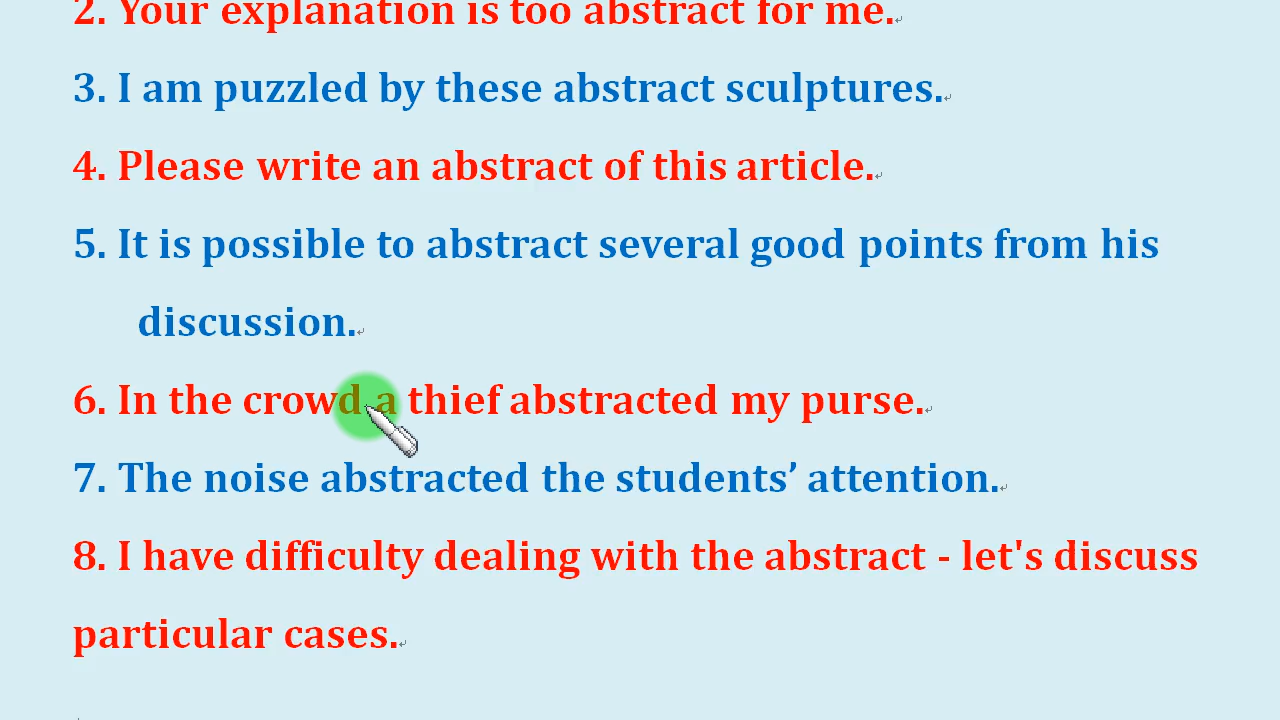 2. Your explanation is too abstract for me.
3. I am puzzled by these abstract sculptures.
4. Please write an abstract of this article.
5. It is possible to abstract several good points from his
discussion.
6. In the crowd a thief abstracted my purse.
7. The noise abstracted the students’ attention.
8. I have difficulty dealing with the abstract - let's discuss
particular cases.